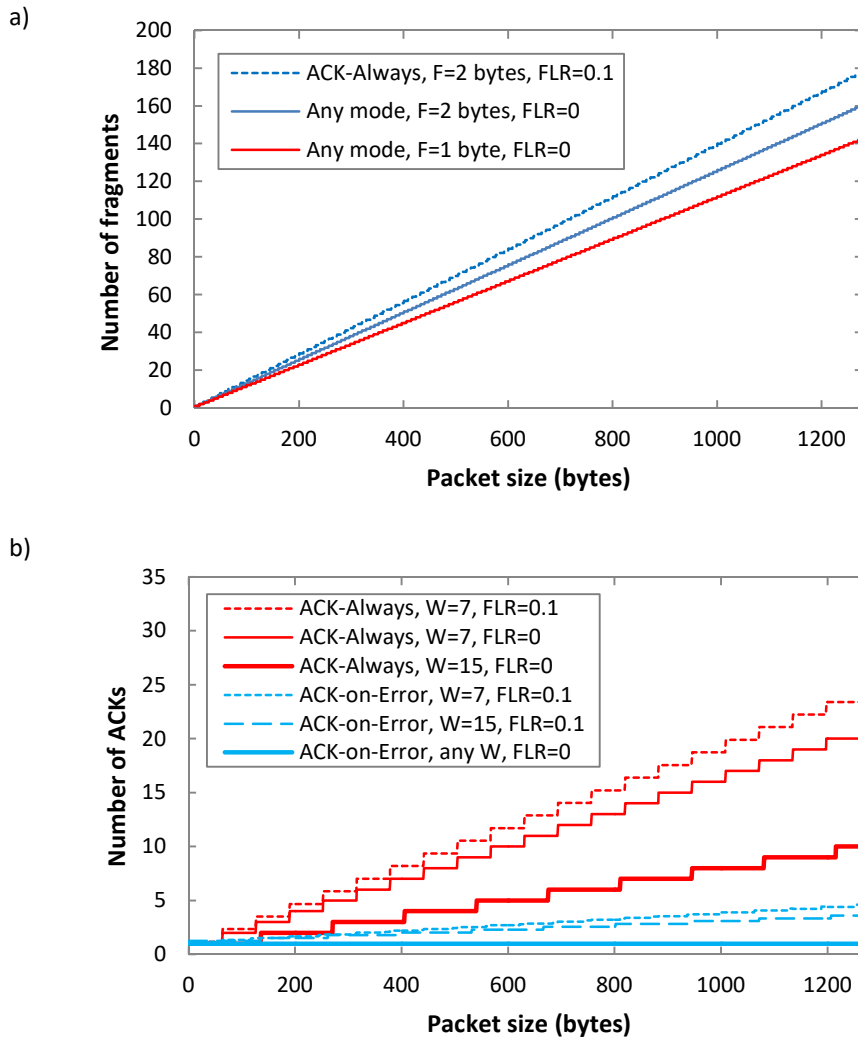 a)
Number of fragments
200
180
160
140
120
100
80
60
40
20
0
ACK-Always, F=2 bytes, FLR=0.1
Any mode, F=2 bytes, FLR=0
Any mode, F=1 byte, FLR=0
0 200 400 600 800 1000 1200
Packet size (bytes)
b)
Number of ACKs
35
30
25
20
15
10
5
0
ACK-Always, W=7, FLR=0.1
ACK-Always, W=7, FLR=0
ACK-Always, W=15, FLR=0
ACK-on-Error, W=7, FLR=0.1
ACK-on-Error, W=15, FLR=0.1
ACK-on-Error, any W, FLR=0
0 200 400 600 800 1000 1200
Packet size (bytes)